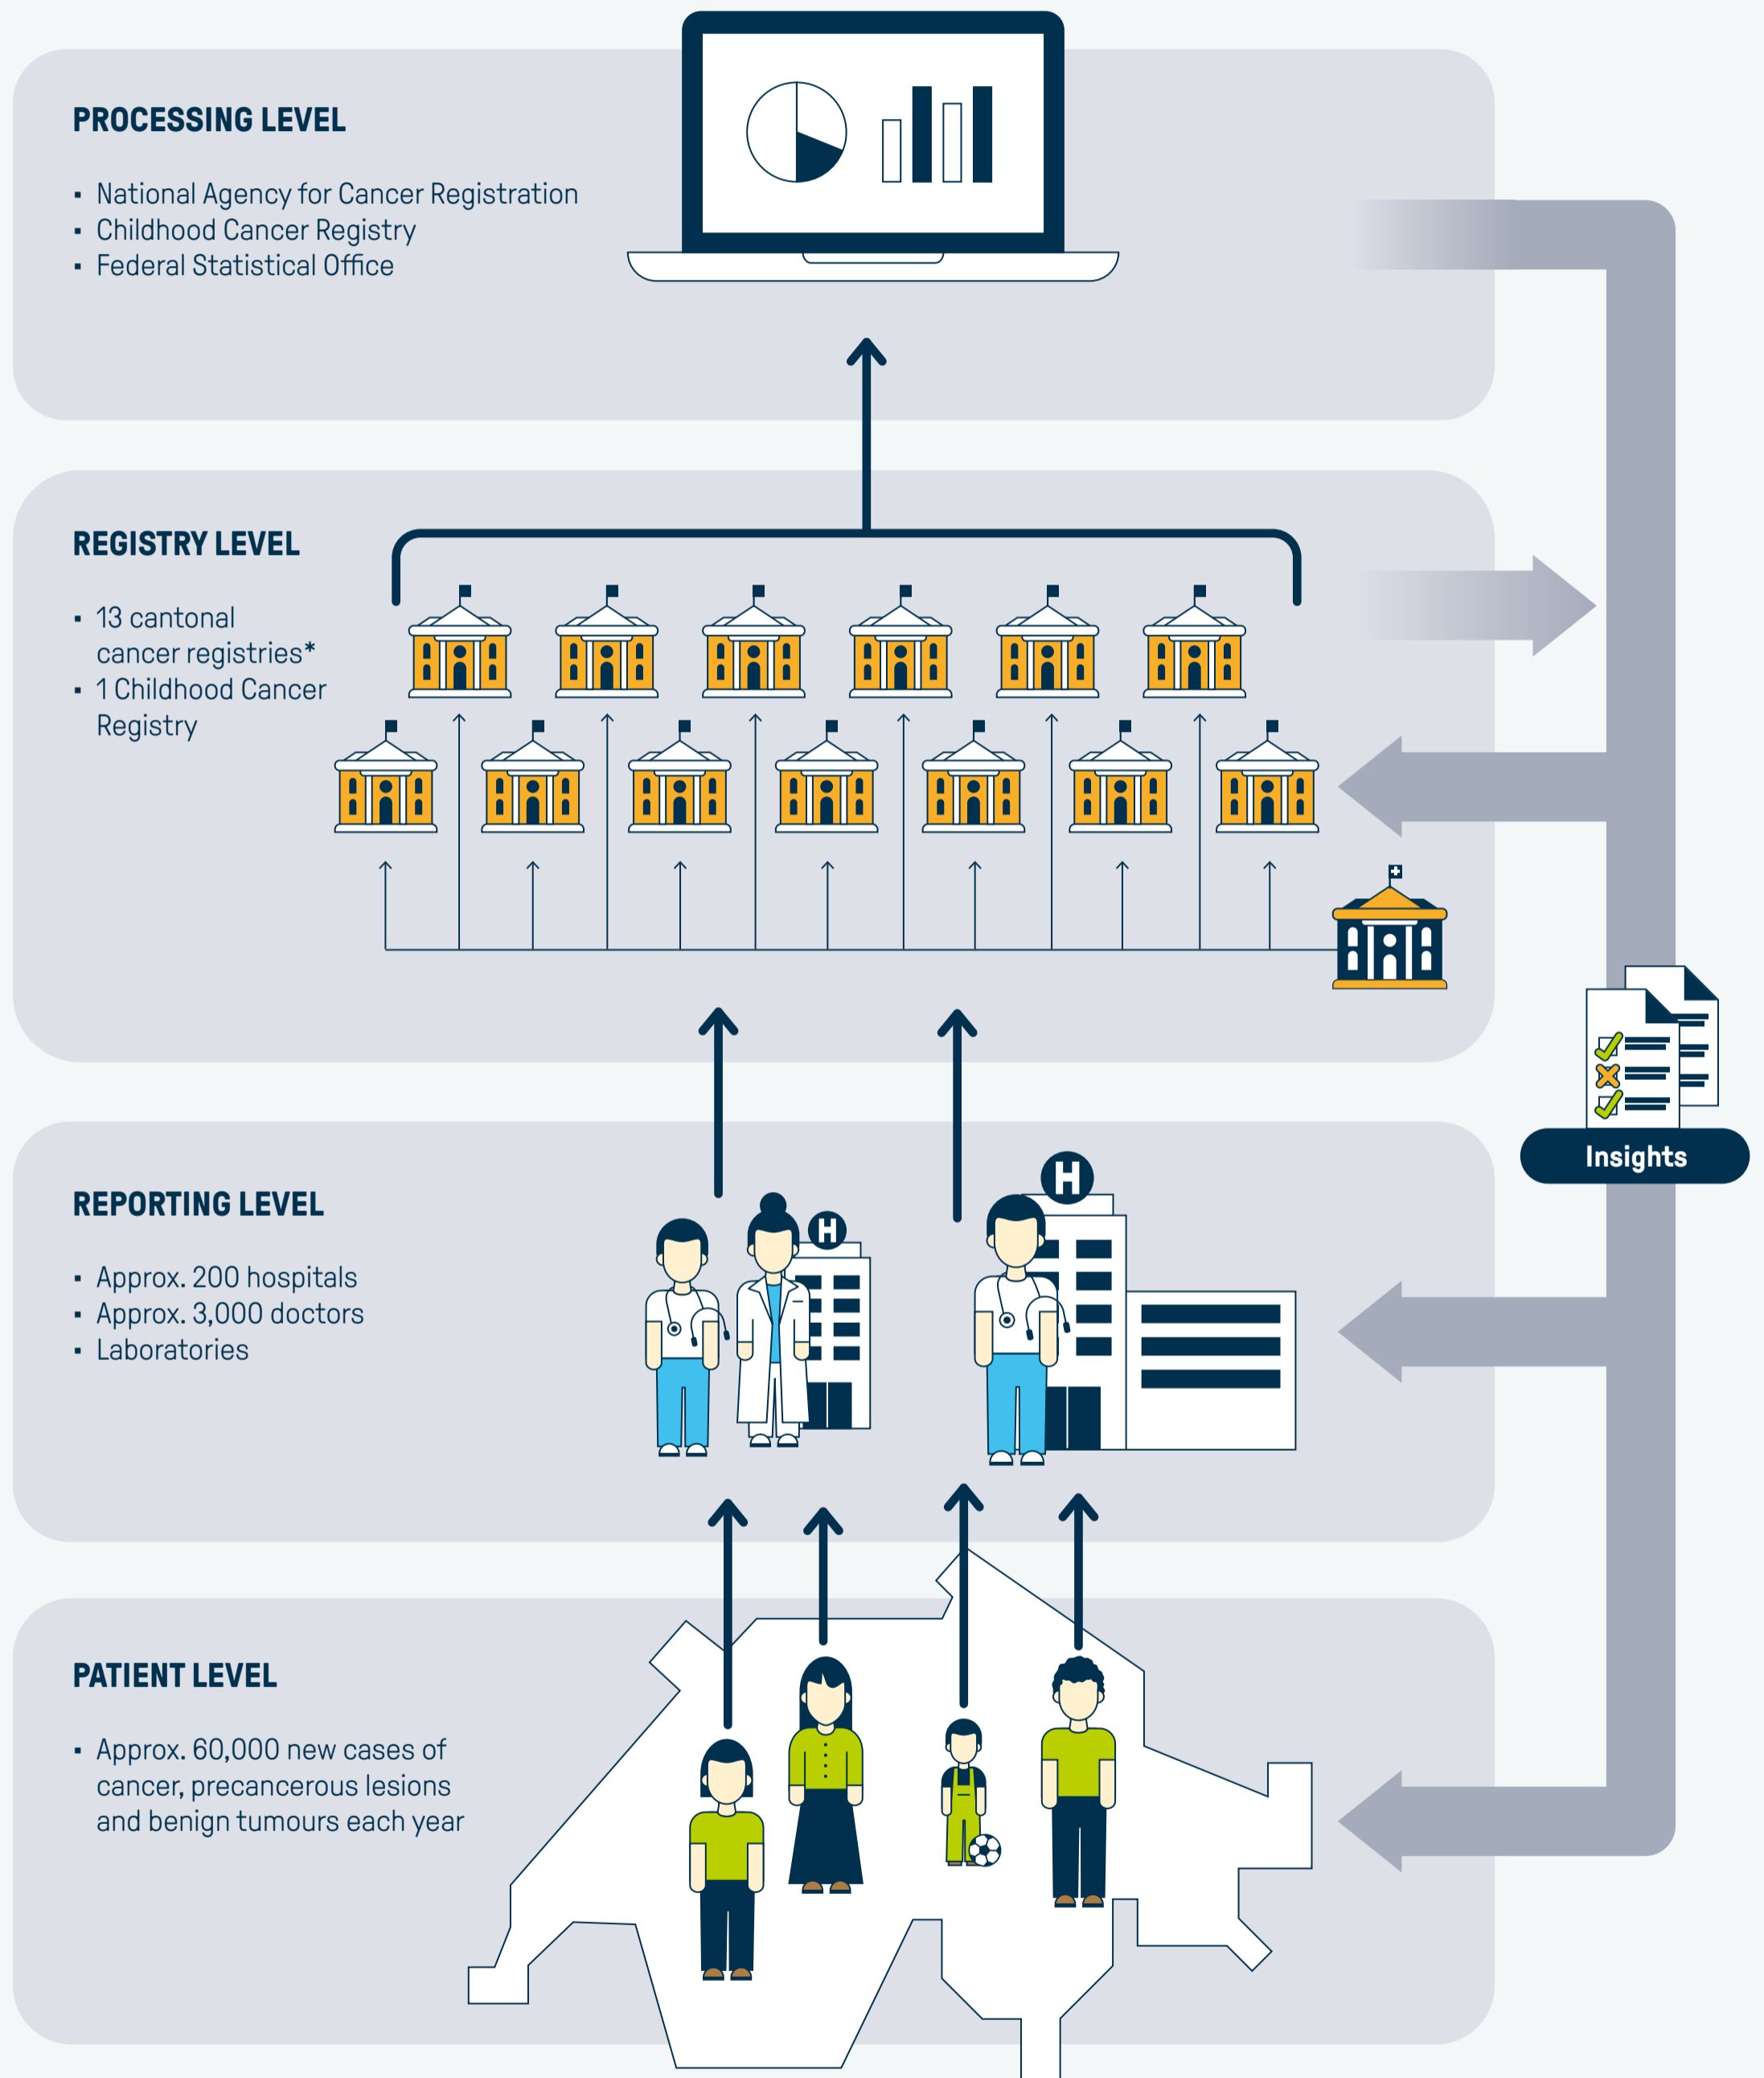 PROCESSING LEVEL
▪ National Agency for Cancer Registration
▪ Childhood Cancer Registry
▪ Federal Statistical Office
REGISTRY LEVEL
▪ 13 cantonal
cancer registries*
▪ 1 Childhood Cancer
Registry
Insights
REPORTING LEVEL
▪ Approx. 200 hospitals
▪ Approx. 3,000 doctors
▪ Laboratories
H
H
PATIENT LEVEL
▪ Approx. 60,000 new cases of
cancer, precancerous lesions
and benign tumours each year